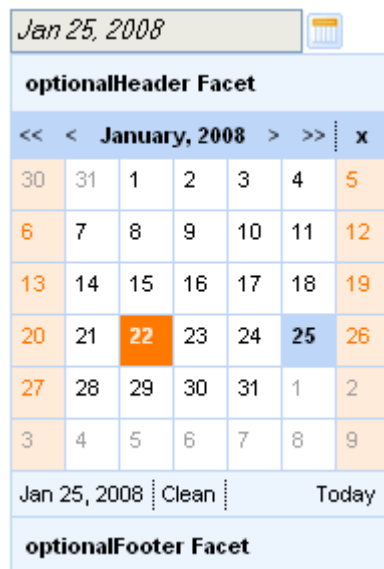 Jan 25, 2008
optionalHeader Facet
<< < January, 2008 > >> x
30 31 1 2 3 4 5
6 7 8 9 10 11 12
13 14 15 16 17 18 19
20 21 22 23 24 25 26
27 28 29 30 31 1 2
3 4 5 6 7 8 9
Jan 25, 2008 Clean Today
optionalFooter Facet